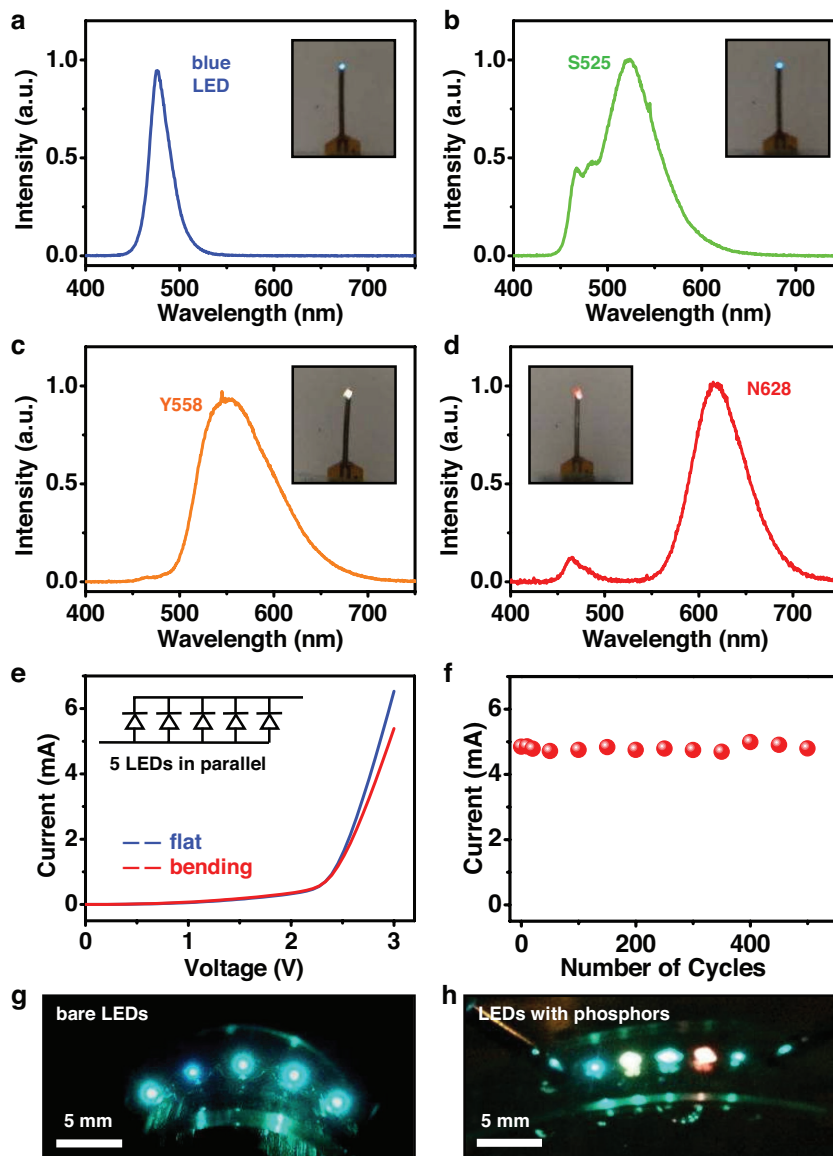 a
Intensity (a.u.)
1.0
0.5
0.0
blue
LED
400 500 600 700
Wavelength (nm)
b
Intensity (a.u.)
1.0
0.5
0.0
S525
400 500 600 700
Wavelength (nm)
c
Intensity (a.u.)
1.0
0.5
0.0
Y558
400 500 600 700
Wavelength (nm)
d
Intensity (a.u.)
1.0
0.5
0.0
N628
400 500 600 700
Wavelength (nm)
e
Current (mA)
6
4
2
0
5 LEDs in parallel
flat
bending
0 1 2 3
Voltage (V)
f
Current (mA)
6
4
2
0
0 200 400
Number of Cycles
g
bare LEDs
5 mm
h
LEDs with phosphors
5 mm